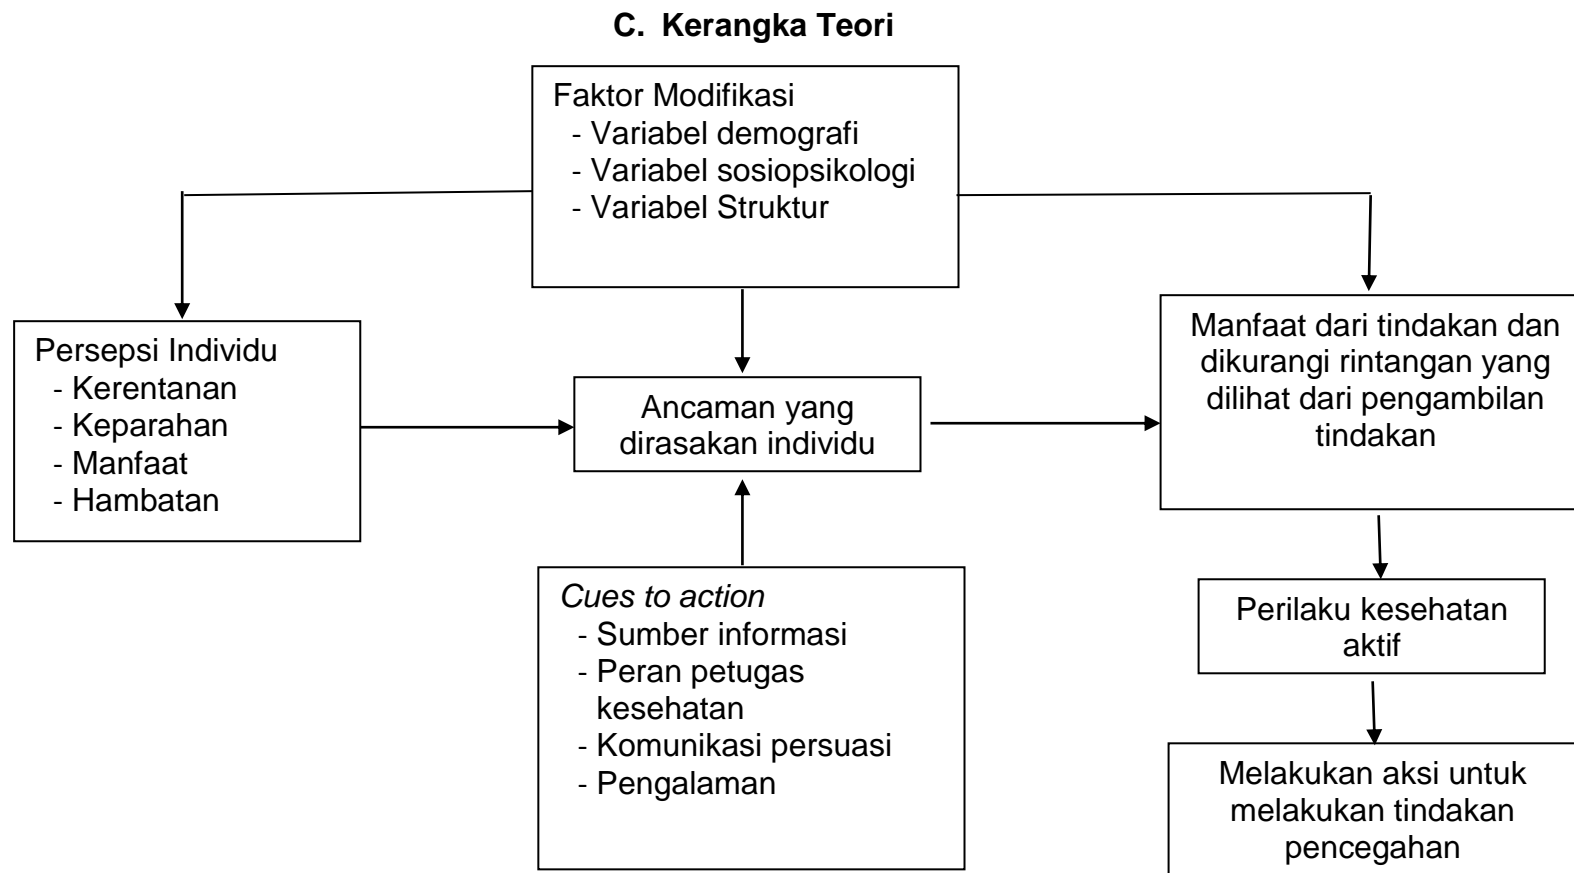 C. Kerangka Teori
Faktor Modifikasi
- Variabel demografi
- Variabel sosiopsikologi
- Variabel Struktur
Persepsi Individu
- Kerentanan
- Keparahan
- Manfaat
- Hambatan
Ancaman yang
dirasakan individu
Manfaat dari tindakan dan
dikurangi rintangan yang
dilihat dari pengambilan
tindakan
Cues to action
- Sumber informasi
- Peran petugas
kesehatan
- Komunikasi persuasi
- Pengalaman
Perilaku kesehatan
aktif
Melakukan aksi untuk
melakukan tindakan
pencegahan